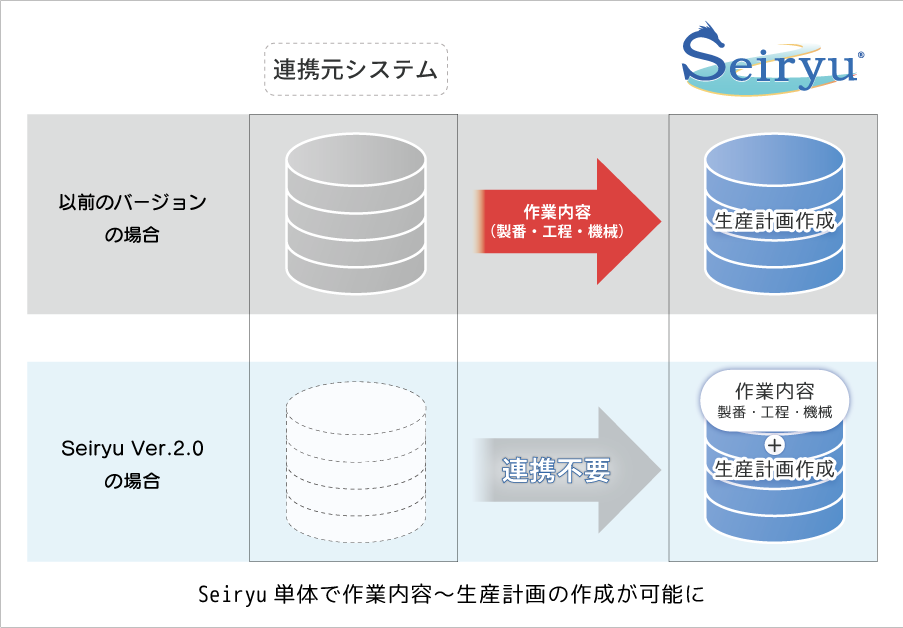 連携元システム
Seiryu®
以前のバージョン
の場合
作業内容
（製番・工程・機械）
生産計画作成
Seiryu Ver.2.0
の場合
連携不要
作業内容
製番・工程・機械
+
生産計画作成
Seiryu 単体で作業内容～生産計画の作成が可能に